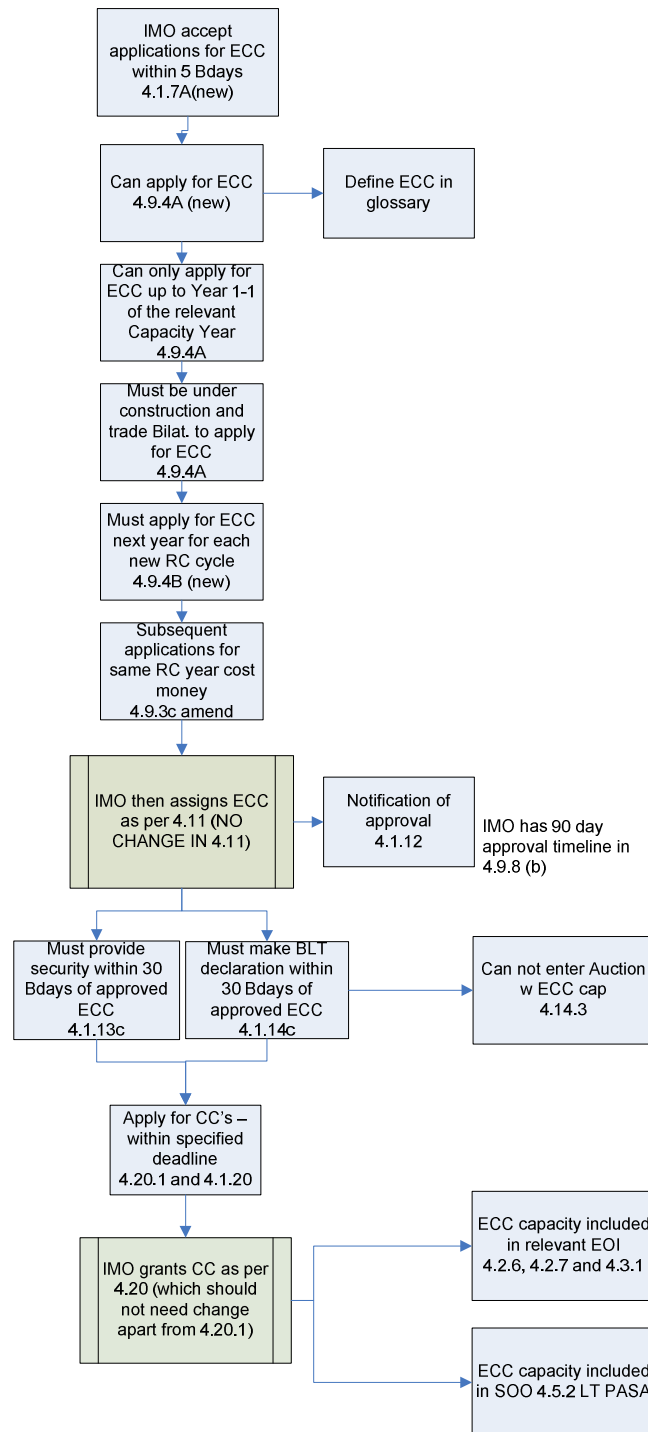 IMO accept
applications for ECC
within 5 Bdays
4.1.7A(new)
Can apply for ECC
4.9.4A (new)
Define ECC in
glossary
Can only apply for
ECC up to Year 1-1
of the relevant
Capacity Year
4.9.4A
Must be under
construction and
trade Bilat. to apply
for ECC
4.9.4A
Must apply for ECC
next year for each
new RC cycle
4.9.4B (new)
Subsequent
applications for
same RC year cost
money
4.9.3c amend
IMO then assigns ECC
as per 4.11 (NO
CHANGE IN 4.11)
Notification of
approval
4.1.12
IMO has 90 day
approval timeline in
4.9.8 (b)
Must provide
security within 30
Bdays of approved
ECC
4.1.13c
Must make BLT
declaration within
30 Bdays of
approved ECC
4.1.14c
Can not enter Auction
w ECC cap
4.14.3
Apply for CC’s –
within specified
deadline
4.20.1 and 4.1.20
IMO grants CC as per
4.20 (which should
not need change
apart from 4.20.1)
ECC capacity included
in relevant EOI
4.2.6, 4.2.7 and 4.3.1
ECC capacity included
in SOO 4.5.2 LT PASA